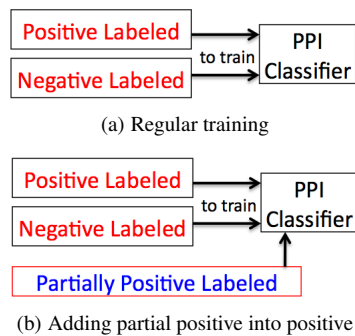 Positive Labeled
Negative Labeled
to train
PPI
Classifier
(a) Regular training
Positive Labeled
Negative Labeled
to train
PPI
Classifier
Partially Positive Labeled
(b) Adding partial positive into positive